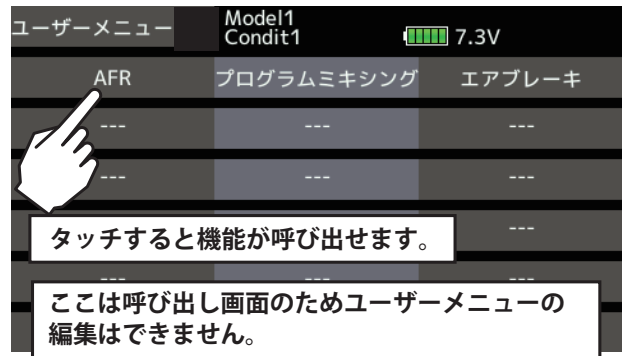 ユーザーメニュー
Model1
Condit1
7.3V
AFR プログラムミキシング エアブレーキ
--- --- ---
--- --- ---
---
タッチすると機能が呼び出せます。
--- ---
ここは呼び出し画面のためユーザーメニューの
編集はできません。